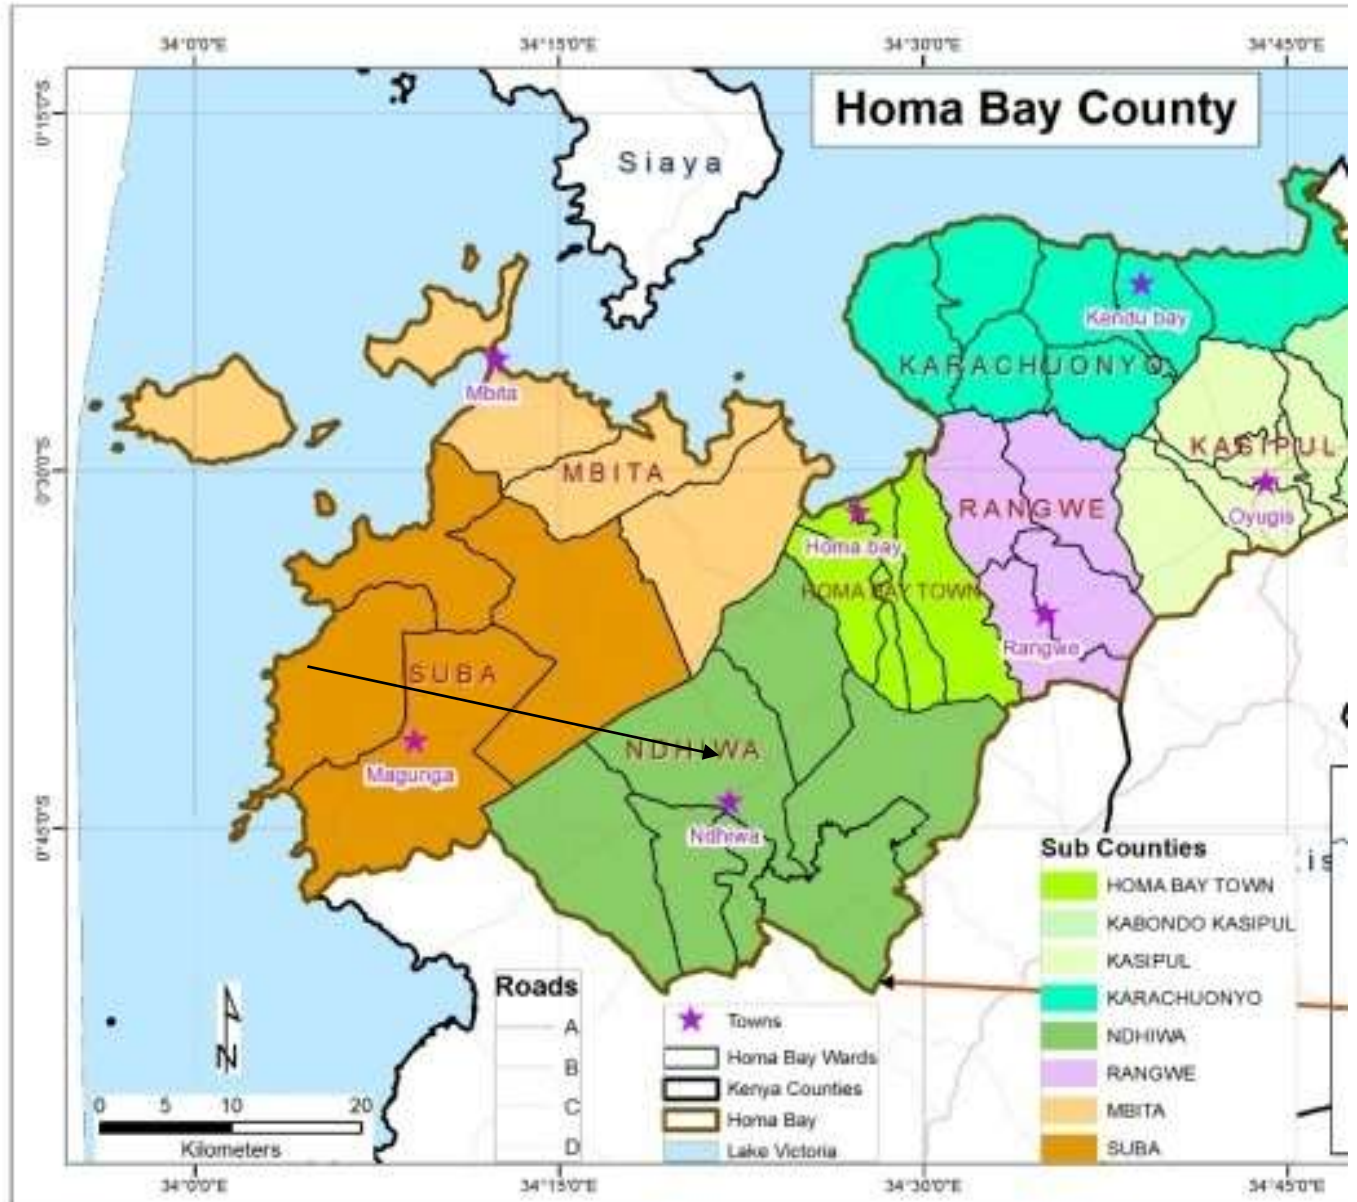 34°0'0"E 34°15'0"E 34°30'0"E 34°45'0"E
Homa Bay County
0°15'0"S
Siaya
Kendu bay
KARACHUONYO
Mbita
KASIPUL
0°30'0"S
MBITA
Oyugis
RANGWE
Homa bay
HOMA BAY TOWN
Rangwe
SUBA
NDHIWA
Magunga
Ndhiwa
0°45'0"S
Sub Counties
HOMA BAY TOWN
KABONDO KASIPUL
KASIPUL
KARACHUONYO
NDHIWA
RANGWE
MBITA
SUBA
Roads
A
B
C
D
Towns
Homa Bay Wards
Kenya Counties
Homa Bay
Lake Victoria
N
0 5 10 20
Kilometers
34°0'0"E 34°15'0"E 34°30'0"E 34°45'0"E